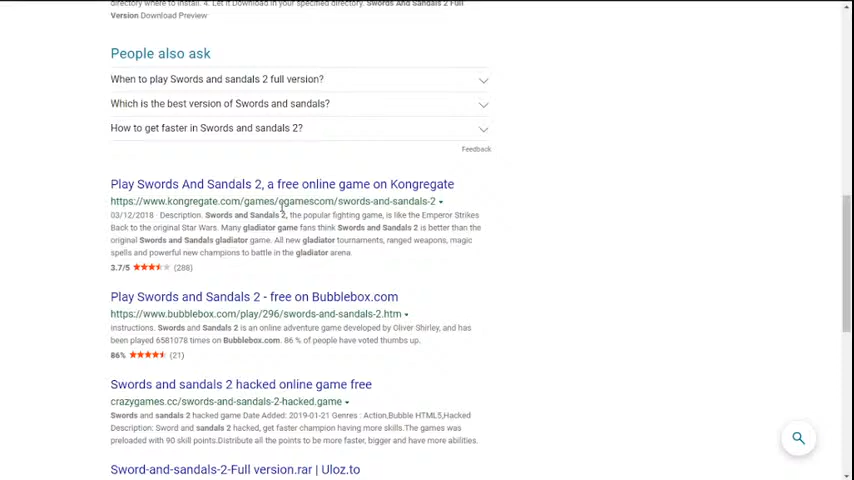 directory where to install. 4. Let it Download in your specified directory. Swords And Sandals 2 Full
Version Download Preview
People also ask
When to play Swords and sandals 2 full version?
Which is the best version of Swords and sandals?
How to get faster in Swords and sandals 2?
Feedback
Play Swords And Sandals 2, a free online game on Kongregate
https://www.kongregate.com/games/egamescom/swords-and-sandals-2
03/12/2018 · Description. Swords and Sandals 2, the popular fighting game, is like the Emperor Strikes
Back to the original Star Wars. Many gladiator game fans think Swords and Sandals 2 is better than the
original Swords and Sandals gladiator game. All new gladiator tournaments, ranged weapons, magic
spells and powerful new champions to battle in the gladiator arena.
3.7/5 (288)
Play Swords and Sandals 2 - free on Bubblebox.com
https://www.bubblebox.com/play/296/swords-and-sandals-2.htm
instructions. Swords and Sandals 2 is an online adventure game developed by Oliver Shirley, and has
been played 6581078 times on Bubblebox.com. 86 % of people have voted thumbs up.
86% (21)
Swords and sandals 2 hacked online game free
crazygames.cc/swords-and-sandals-2-hacked.game
Swords and sandals 2 hacked game Date Added: 2019-01-21 Genres : Action,Bubble HTML5,Hacked
Description: Sword and sandals 2 hacked, get faster champion having more skills.The games was
preloaded with 90 skill points.Distribute all the points to be more faster, bigger and have more abilities.
Sword-and-sandals-2-Full version.rar | Uloz.to